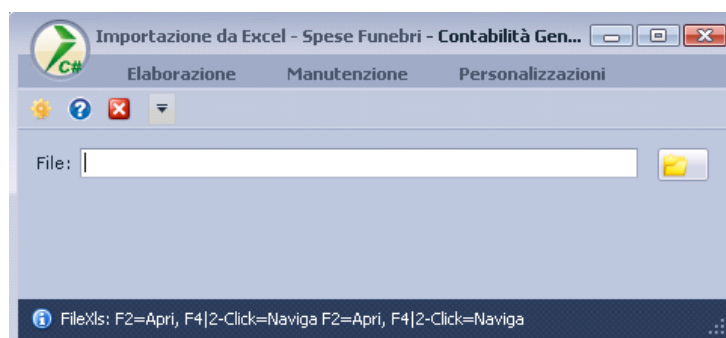 Importazione da Excel - Spese Funebri - Contabilità Gen...
C#
Elaborazione Manutenzione Personalizzazioni
File:
FileXls: F2=Apri, F4|2-Click=Naviga F2=Apri, F4|2-Click=Naviga